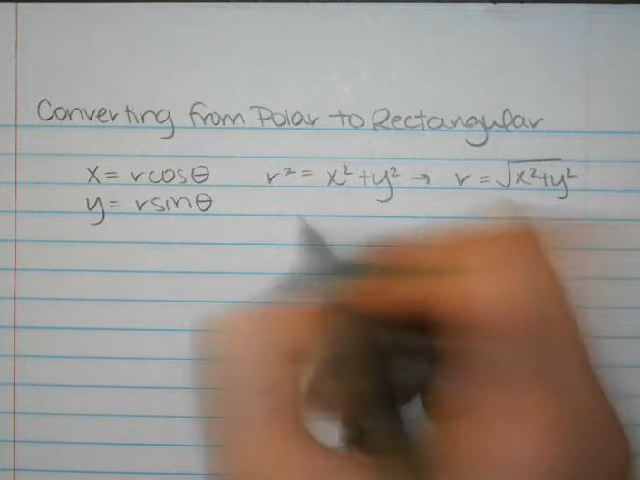 Converting from Polar to Rectangular
x = rcosθ r² = x² + y² → r = √x²+y²
y = rsinθ